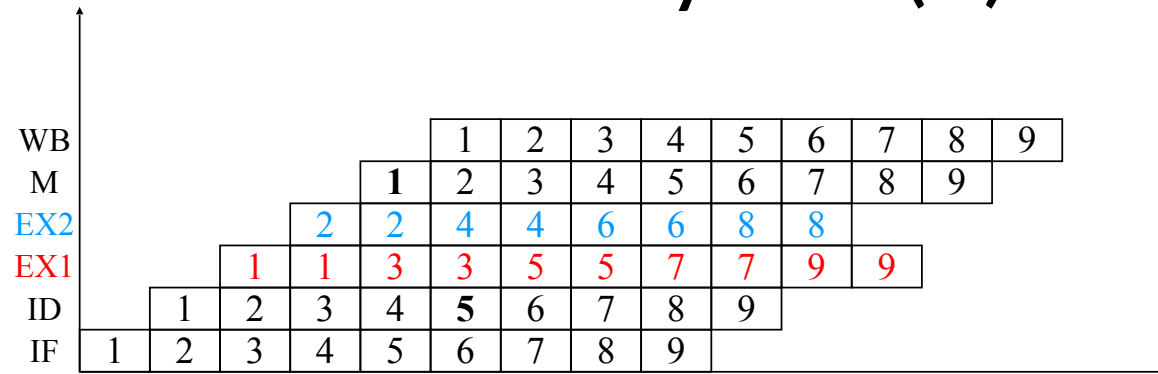 WB 1 2 3 4 5 6 7 8 9
M 1 2 3 4 5 6 7 8 9
EX2 2 2 4 4 6 6 8 8
EX1 1 1 3 3 5 5 7 7 9 9
ID 1 2 3 4 5 6 7 8 9
IF 1 2 3 4 5 6 7 8 9